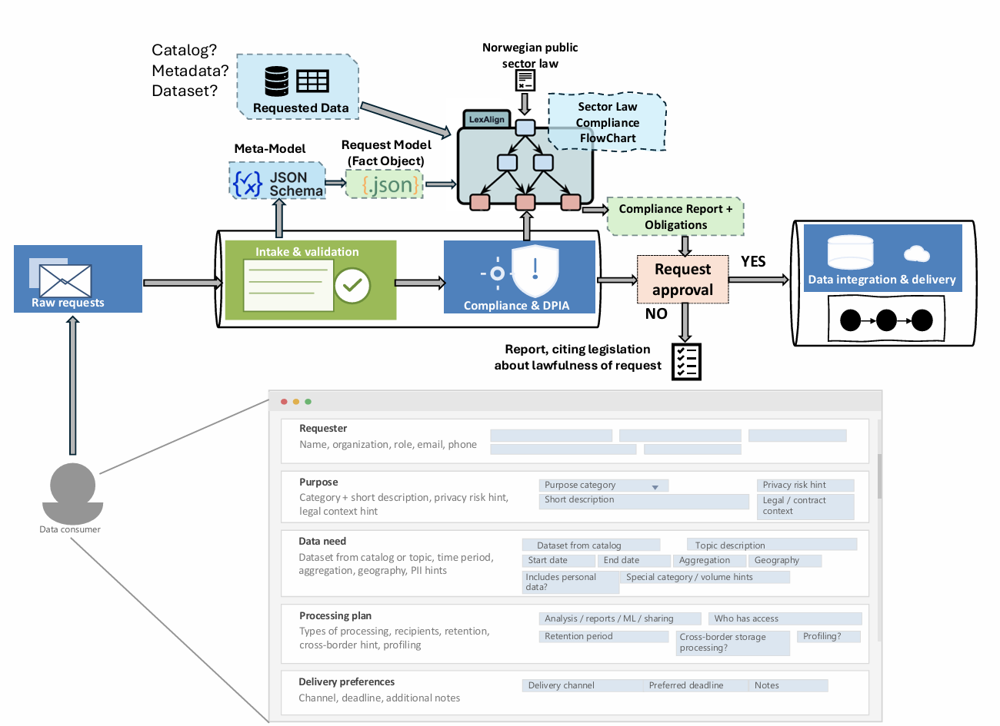 Catalog?
Metadata?
Dataset?
Requested Data
Norwegian public
sector law
LexAlign
Sector Law
Compliance
FlowChart
Meta-Model
Request Model
(Fact Object)
{x} JSON
Schema
{.json}
Compliance Report +
Obligations
Intake & validation
Raw requests
Compliance & DPIA
Request
approval
YES
NO
Data integration & delivery
Report, citing legislation
about lawfulness of request
Data consumer
Requester
Name, organization, role, email, phone
Purpose
Category + short description, privacy risk hint,
legal context hint
Purpose category
Privacy risk hint
Short description
Legal / contract
context
Data need
Dataset from catalog or topic, time period,
aggregation, geography, PII hints
Dataset from catalog
Topic description
Start date
End date
Aggregation
Geography
Includes personal
data?
Special category / volume hints
Processing plan
Types of processing, recipients, retention,
cross-border hint, profiling
Analysis / reports / ML / sharing
Who has access
Retention period
Cross-border storage
processing?
Profiling?
Delivery preferences
Channel, deadline, additional notes
Delivery channel
Preferred deadline
Notes